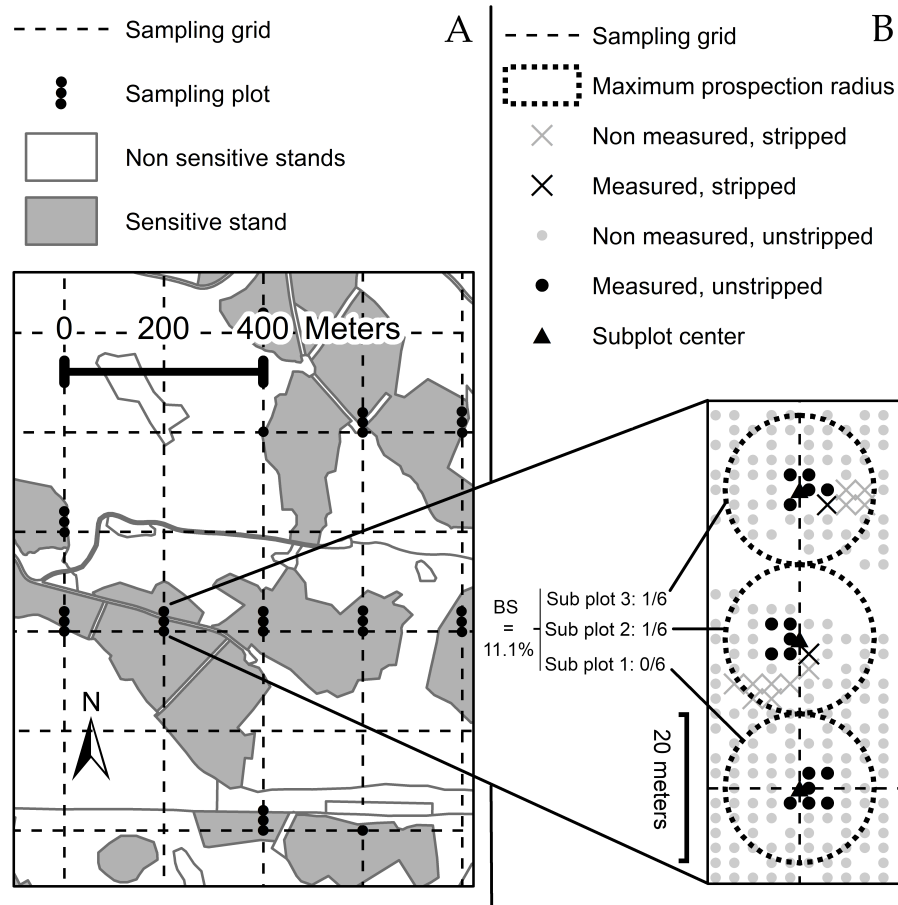 A
Sampling grid
Sampling plot
Non sensitive stands
Sensitive stand
0 200 400 Meters
N
B
Sampling grid
Maximum prospection radius
Non measured, stripped
Measured, stripped
Non measured, unstripped
Measured, unstripped
Subplot center
BS
=
11.1%
Sub plot 3: 1/6
Sub plot 2: 1/6
Sub plot 1: 0/6
20 meters